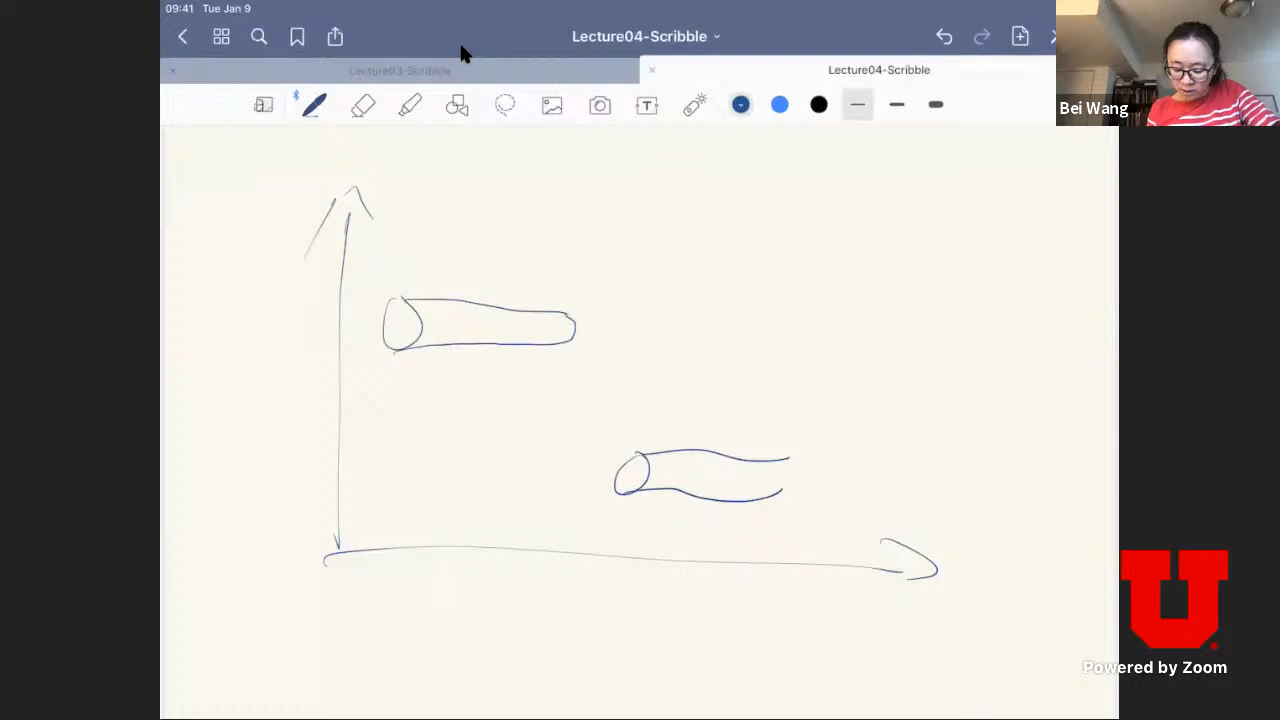 09:41 Tue Jan 9
Lecture04-Scribble
Lecture03-Scribble
Lecture04-Scribble
T
Bei Wang
U
Powered by Zoom